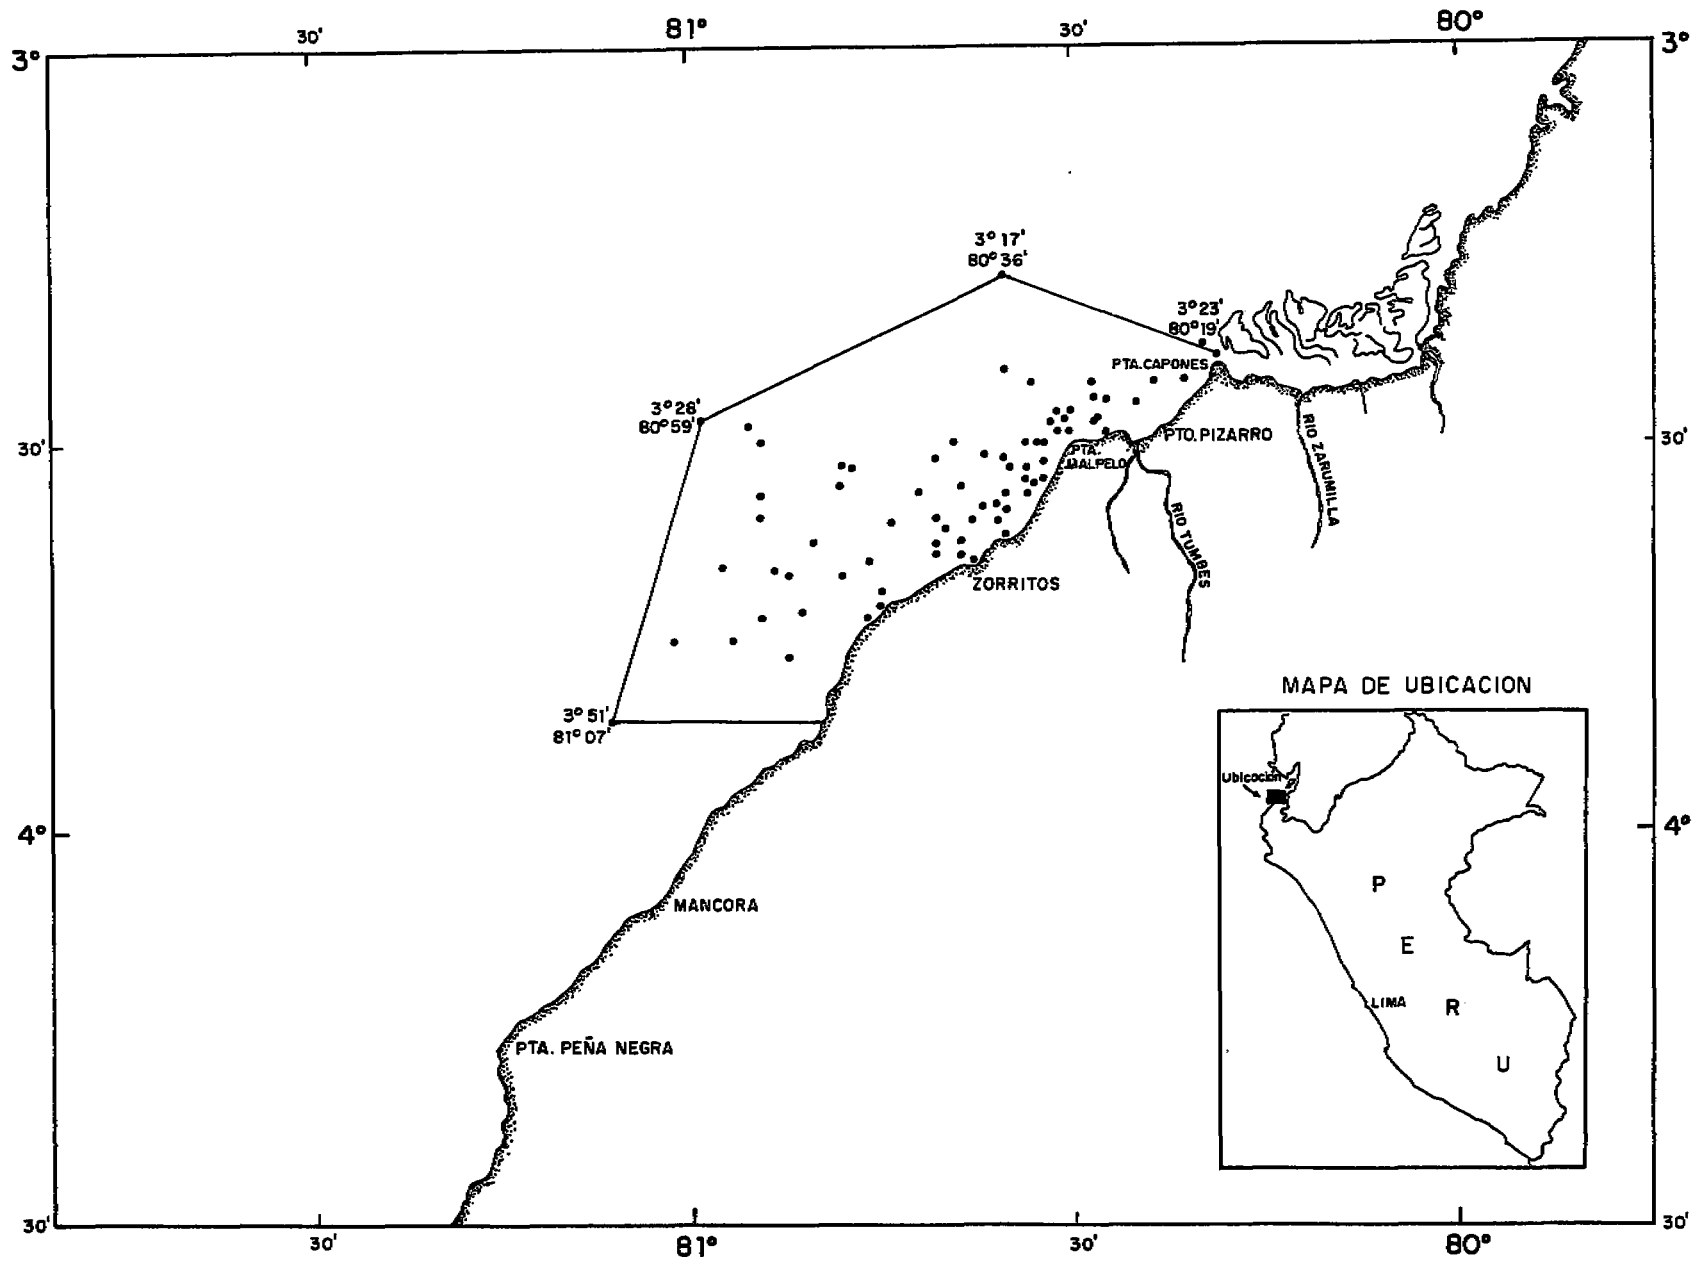 30'
81°
30'
80°
3°
3°
3° 17'
80° 36'
3° 23'
80° 19'
PTA. CAPONES
3° 28'
80° 59'
30'
30'
PTO. PIZARRO
PTA.
MALPELO
RIO ZARUMILLA
RIO TUMBES
ZORRITOS
MAPA DE UBICACION
3° 51'
81° 07'
Ubicación
4°
4°
P
E
R
U
LIMA
MANCORA
PTA. PEÑA NEGRA
30'
30'
30'
81°
30'
80°